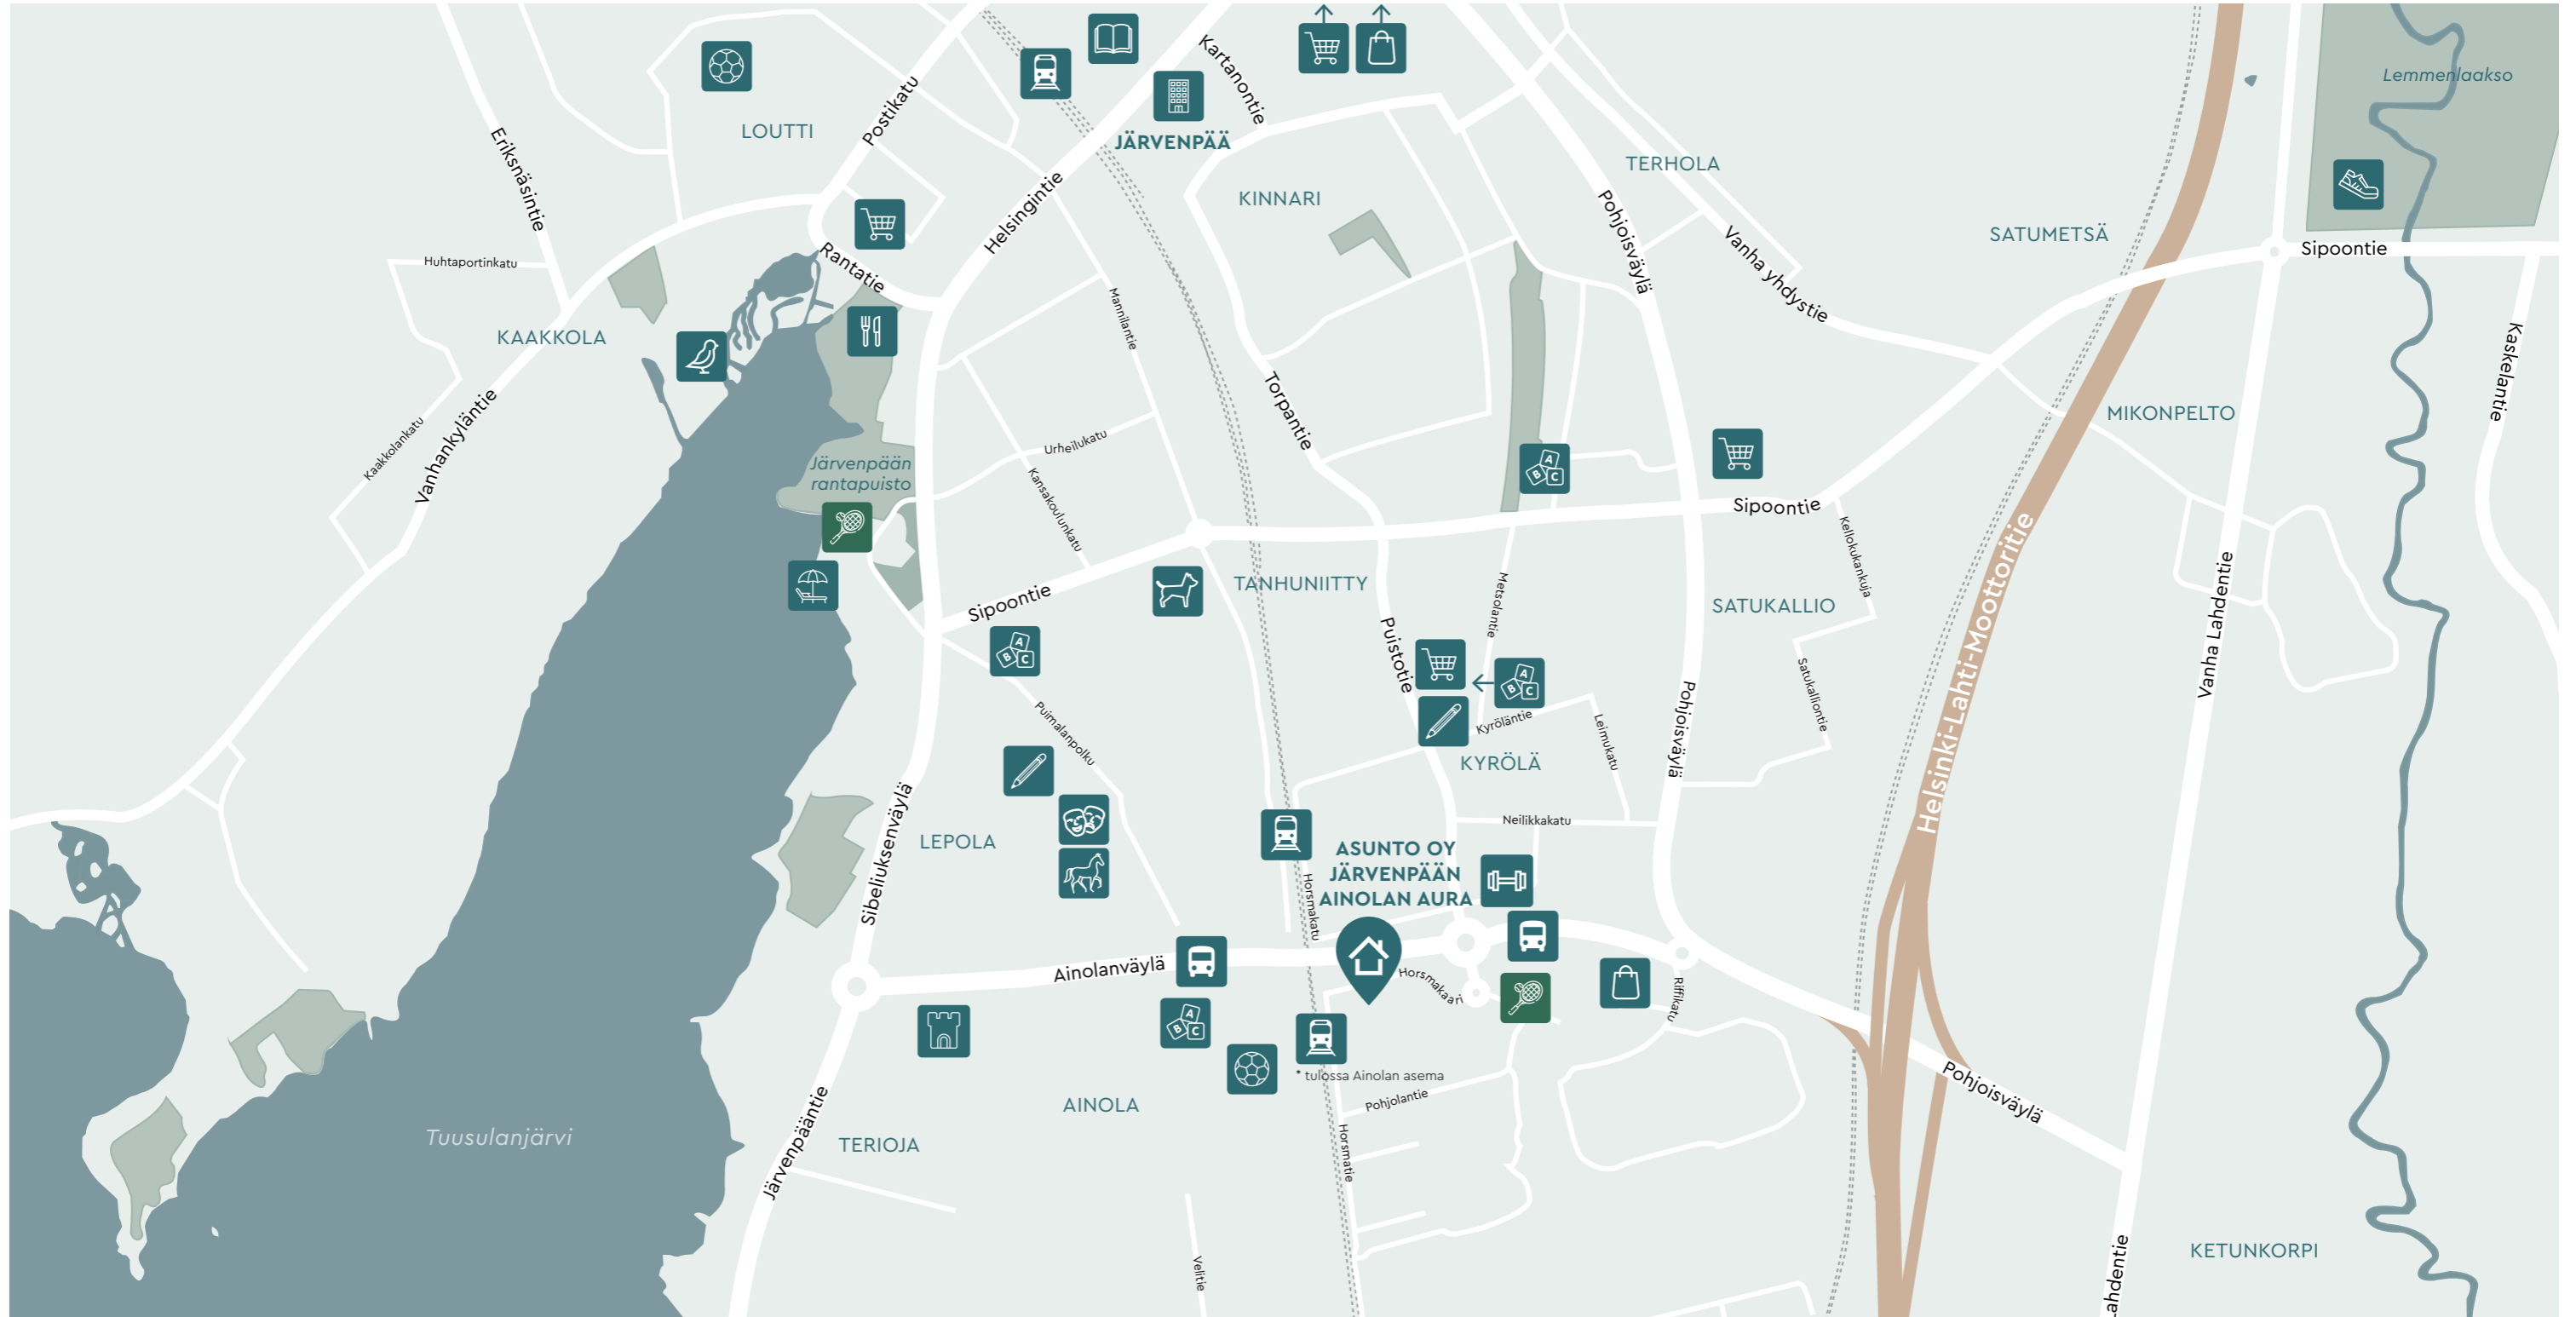 Lemmenlaakso
Kartanontie
Postikatu
LOUTTI
JÄRVENPÄÄ
TERHOLA
Eriksnäsintie
Helsingintie
KINNARI
Pohjoisväylä
SATUMETSÄ
Sipoontie
Huhtaportinkatu
Rantatie
Vanha yhdystie
Mannilantie
KAAKKOLA
Kaskelantie
Torpantie
MIKONPELTO
Kaakkolankatu
Vanhankyläntie
Urheilukatu
Järvenpään
rantapuisto
Kansakoulunkatu
Sipoontie
Kellokukankuja
Helsinki-Lahti-Moottoritie
TANHUNIITTY
Sipoontie
Metsolantie
SATUKALLIO
Vanha Lahdentie
Puistotie
Satukalliontie
Puimalanpolku
Kyröläntie
Leimukatu
Pohjoisväylä
KYRÖLÄ
Neilikkakatu
LEPOLA
Sibeliuksenväylä
ASUNTO OY
JÄRVENPÄÄN
AINOLAN AURA
Horsmakatu
Ainolanväylä
Horsmakaari
Riffikatu
* tulossa Ainolan asema
Pohjolantie
Pohjoisväylä
AINOLA
Tuusulanjärvi
TERIOJA
Järvenpääntie
Horsmatie
KETUNKORPI
Velitie
ahdentie
A
B
C
A
B
C
A
B
C
A
B
C